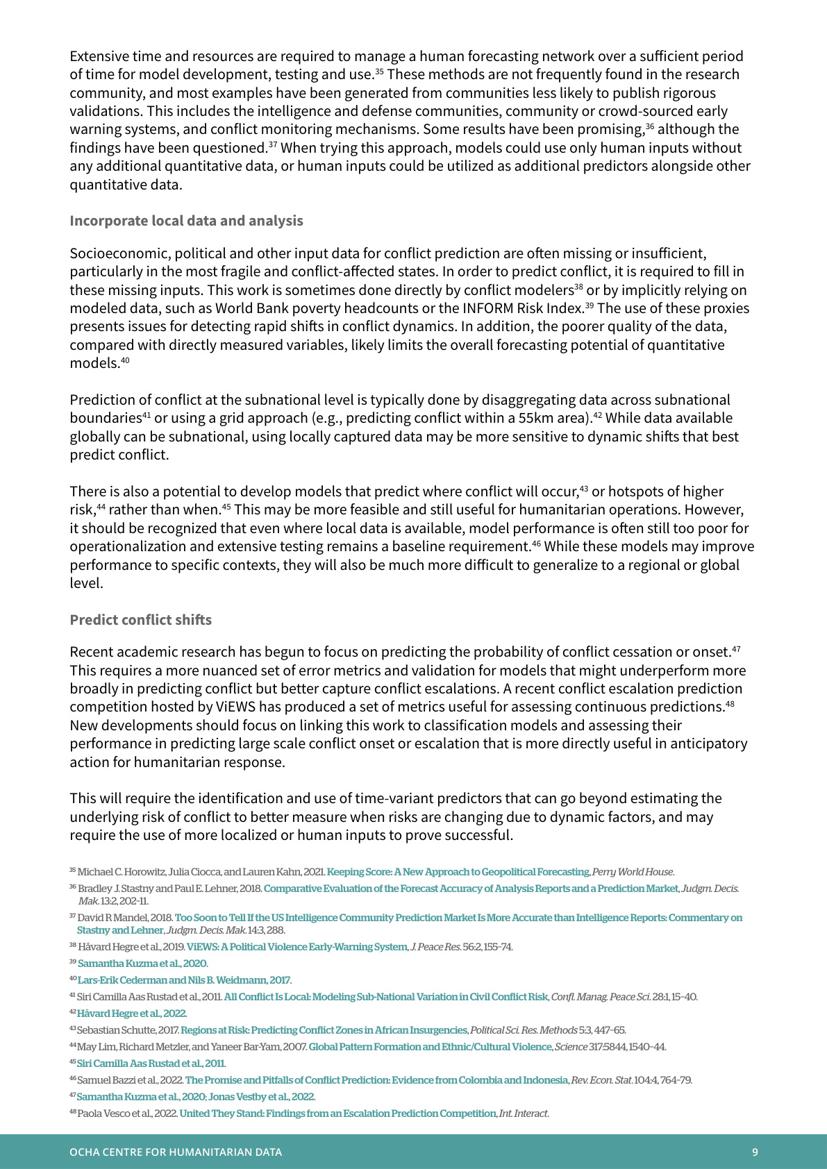 Extensive time and resources are required to manage a human forecasting network over a sufficient period
of time for model development, testing and use.³⁵ These methods are not frequently found in the research
community, and most examples have been generated from communities less likely to publish rigorous
validations. This includes the intelligence and defense communities, community or crowd-sourced early
warning systems, and conflict monitoring mechanisms. Some results have been promising,³⁶ although the
findings have been questioned.³⁷ When trying this approach, models could use only human inputs without
any additional quantitative data, or human inputs could be utilized as additional predictors alongside other
quantitative data.
Incorporate local data and analysis
Socioeconomic, political and other input data for conflict prediction are often missing or insufficient,
particularly in the most fragile and conflict-affected states. In order to predict conflict, it is required to fill in
these missing inputs. This work is sometimes done directly by conflict modelers³⁸ or by implicitly relying on
modeled data, such as World Bank poverty headcounts or the INFORM Risk Index.³⁹ The use of these proxies
presents issues for detecting rapid shifts in conflict dynamics. In addition, the poorer quality of the data,
compared with directly measured variables, likely limits the overall forecasting potential of quantitative
models.⁴⁰
Prediction of conflict at the subnational level is typically done by disaggregating data across subnational
boundaries⁴¹ or using a grid approach (e.g., predicting conflict within a 55km area).⁴² While data available
globally can be subnational, using locally captured data may be more sensitive to dynamic shifts that best
predict conflict.
There is also a potential to develop models that predict where conflict will occur,⁴³ or hotspots of higher
risk,⁴⁴ rather than when.⁴⁵ This may be more feasible and still useful for humanitarian operations. However,
it should be recognized that even where local data is available, model performance is often still too poor for
operationalization and extensive testing remains a baseline requirement.⁴⁶ While these models may improve
performance to specific contexts, they will also be much more difficult to generalize to a regional or global
level.
Predict conflict shifts
Recent academic research has begun to focus on predicting the probability of conflict cessation or onset.⁴⁷
This requires a more nuanced set of error metrics and validation for models that might underperform more
broadly in predicting conflict but better capture conflict escalations. A recent conflict escalation prediction
competition hosted by ViEWS has produced a set of metrics useful for assessing continuous predictions.⁴⁸
New developments should focus on linking this work to classification models and assessing their
performance in predicting large scale conflict onset or escalation that is more directly useful in anticipatory
action for humanitarian response.
This will require the identification and use of time-variant predictors that can go beyond estimating the
underlying risk of conflict to better measure when risks are changing due to dynamic factors, and may
require the use of more localized or human inputs to prove successful.
³⁵ Michael C. Horowitz, Julia Ciocca, and Lauren Kahn, 2021. Keeping Score: A New Approach to Geopolitical Forecasting, Perry World House.
³⁶ Bradley J. Stastny and Paul E. Lehner, 2018. Comparative Evaluation of the Forecast Accuracy of Analysis Reports and a Prediction Market, Judgm. Decis.
Mak. 13:2, 202-11.
³⁷ David R Mandel, 2018. Too Soon to Tell If the US Intelligence Community Prediction Market Is More Accurate than Intelligence Reports: Commentary on
Stastny and Lehner, Judgm. Decis. Mak. 14:3, 288.
³⁸ Håvard Hegre et al., 2019. ViEWS: A Political Violence Early-Warning System, J. Peace Res. 56:2, 155–74.
³⁹ Samantha Kuzma et al., 2020.
⁴⁰ Lars-Erik Cederman and Nils B. Weidmann, 2017.
⁴¹ Siri Camilla Aas Rustad et al., 2011. All Conflict Is Local: Modeling Sub-National Variation in Civil Conflict Risk, Confl. Manag. Peace Sci. 28:1, 15–40.
⁴² Håvard Hegre et al., 2022.
⁴³ Sebastian Schutte, 2017. Regions at Risk: Predicting Conflict Zones in African Insurgencies, Political Sci. Res. Methods 5:3, 447–65.
⁴⁴ May Lim, Richard Metzler, and Yaneer Bar-Yam, 2007. Global Pattern Formation and Ethnic/Cultural Violence, Science 317:5844, 1540–44.
⁴⁵ Siri Camilla Aas Rustad et al., 2011.
⁴⁶ Samuel Bazzi et al., 2022. The Promise and Pitfalls of Conflict Prediction: Evidence from Colombia and Indonesia, Rev. Econ. Stat. 104:4, 764–79.
⁴⁷ Samantha Kuzma et al., 2020; Jonas Vestby et al., 2022.
⁴⁸ Paola Vesco et al., 2022. United They Stand: Findings from an Escalation Prediction Competition, Int. Interact.
OCHA CENTRE FOR HUMANITARIAN DATA 9